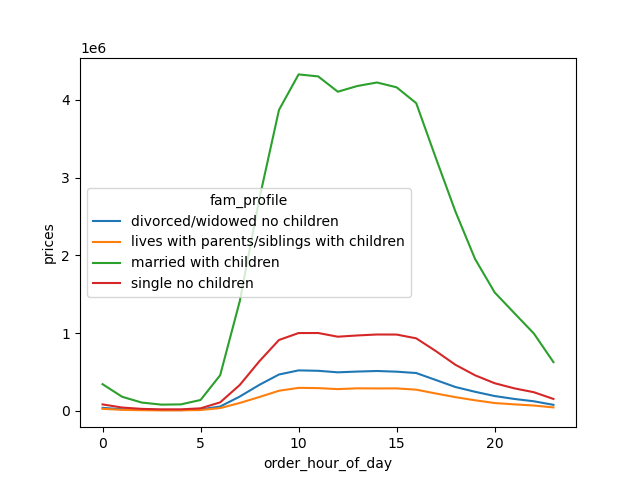 1e6
4
3
2
1
0
prices
fam_profile
divorced/widowed no children
lives with parents/siblings with children
married with children
single no children
0 5 10 15 20
order_hour_of_day